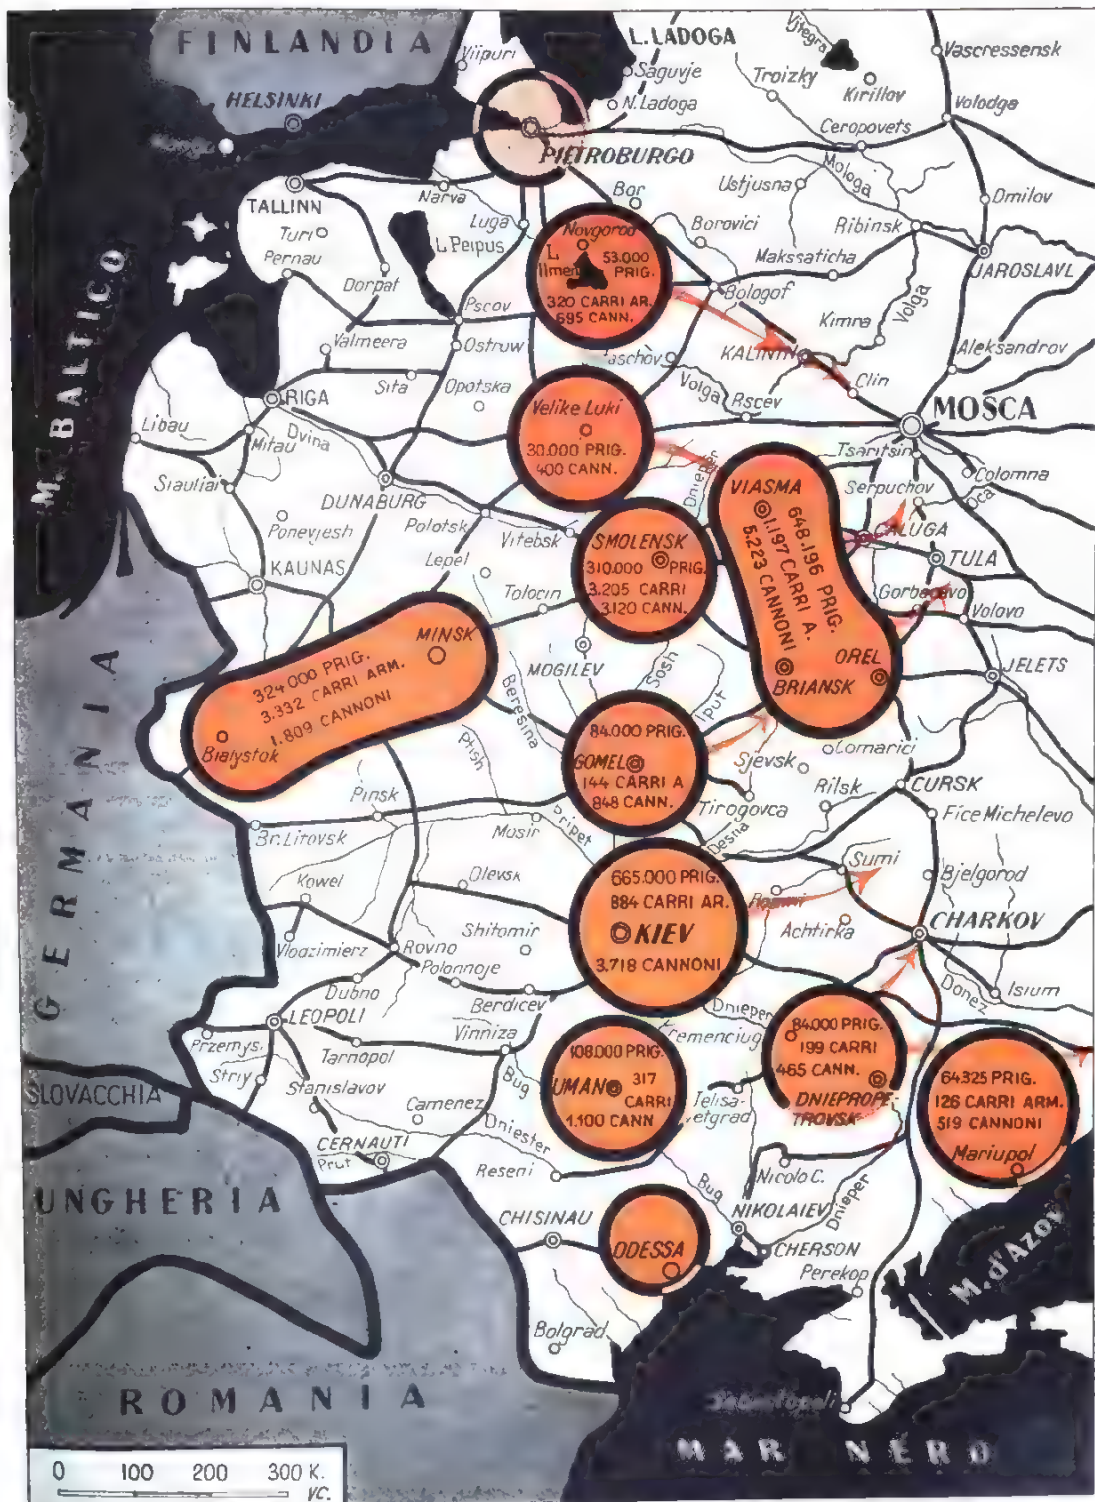 FINLANDIA
L. LADOGA
Viipuri
Saguvje
N. Ladoga
HELSINKI
PIETROBURGO
Vitegra
Troizky
Kirillov
Vascressensk
Volodga
Ceropovets
Mologa
Ustjusna
Dmilov
Ribinsk
JAROSLAVL
TALLINN
Narva
Luga
Bor
Borovici
Makssaticha
Turi
Pernau
L. Peipus
Dorpat
Pscov
Novgorod
L.
Ilmen
53.000
PRIG.
320 CARRI AR.
695 CANN.
Bologof
Kimna
Volga
Aleksandrov
KALININ
Clin
M. BALTICO
Valmeera
Ostruw
Sita
Opotska
RIGA
Libau
Mitau
Dvina
Siauliai
DUNABURG
Ponevjesh
KAUNAS
Polotsk
Lepel
Vitebsk
Tolocin
Velike Luki
30.000 PRIG.
400 CANN.
Volga
Rscev
MOSCA
Tsaritsin
Colomna
Serpuchov
Oca
CALUGA
TULA
Gorbacevo
Volovo
JELETS
Dnieper
SMOLENSK
310.000 PRIG.
3.205 CARRI
3.120 CANN.
VIASMA
648.196 PRIG.
1.197 CARRI A.
5.223 CANNONI
BRIANSK
OREL
MINSK
324.000 PRIG.
3.332 CARRI ARM.
1.809 CANNONI
Bialystok
MOGILEV
Beresina
Sosh
Iput
Ptish
84.000 PRIG.
GOMEL
144 CARRI A
848 CANN.
Lomarici
Sjevsk
Rilsk
CURSK
Tirogovca
Fice Michelevo
Desna
Pinsk
Br. Litovsk
Mosir
Pripet
GERMANIA
Kowel
Olevsk
Vlodzimierz
Rovno
Shitomir
Polonnoje
Dubno
Berdicev
LEOPOLI
Przemys.
Tarnopol
Vinniza
Striy
Stanislavov
Camenez
CERNAUTI
Prut
665.000 PRIG.
884 CARRI AR.
KIEV
3.718 CANNONI
Sumi
Bjelgorod
Achtirka
CHARKOV
Donez
Isium
Dnieper
Kremenciug
84.000 PRIG.
199 CARRI
465 CANN.
DNIEPROPE-
TROVSK
64.325 PRIG.
126 CARRI ARM.
519 CANNONI
Mariupol
108.000 PRIG.
UMAN 317
CARRI
1.100 CANN
Bug
Dniester
Reseni
Jelisa-
vetgrad
Nicolo C.
Bug
NIKOLAIEV
Dnieper
CHERSON
Perekop
M. d'Azov
SLOVACCHIA
UNGHERIA
CHISINAU
ODESSA
Bolgrad
ROMANIA
MAR NERO
0 100 200 300 K.
VC.